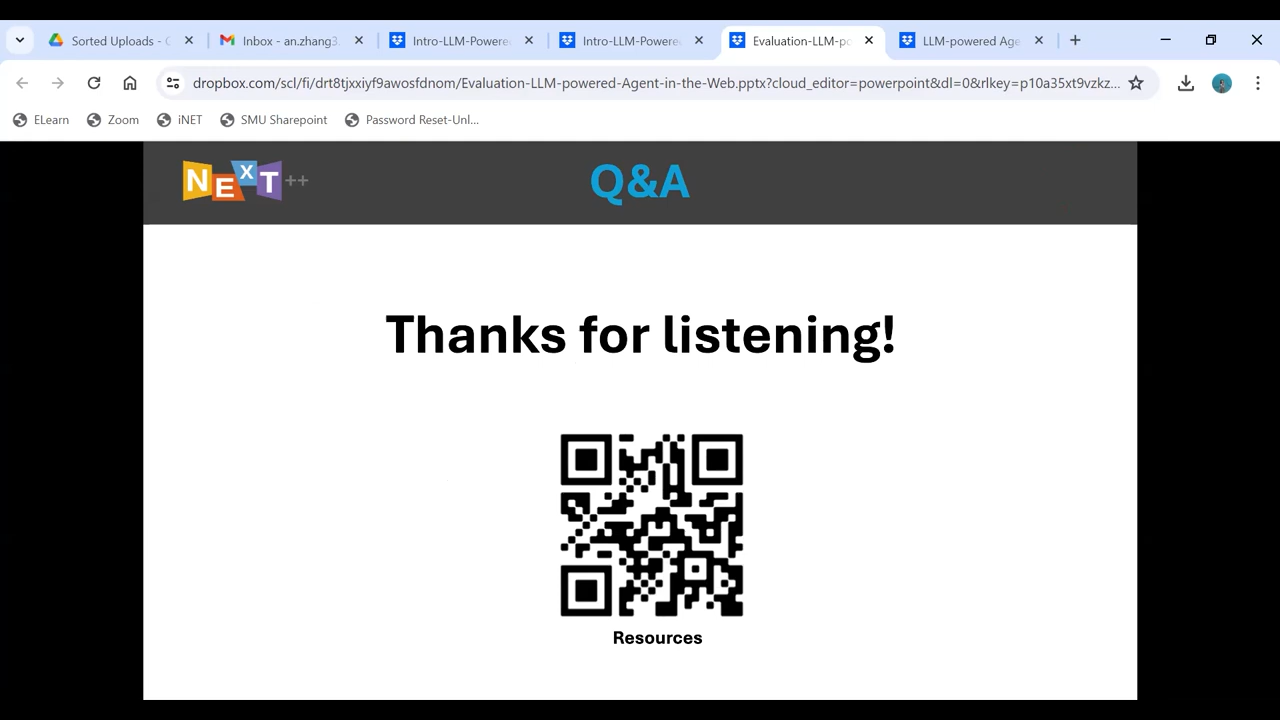 Sorted Uploads - G
Inbox - an.zhang3.
Intro-LLM-Powere
Intro-LLM-Powere
Evaluation-LLM-po
LLM-powered Age
dropbox.com/scl/fi/drt8tjxxiyf9awosfdnom/Evaluation-LLM-powered-Agent-in-the-Web.pptx?cloud_editor=powerpoint&dl=0&rlkey=p10a35xt9vzkz...
ELearn
Zoom
iNET
SMU Sharepoint
Password Reset-Unl...
NEXT++
Q&A
Thanks for listening!
Resources